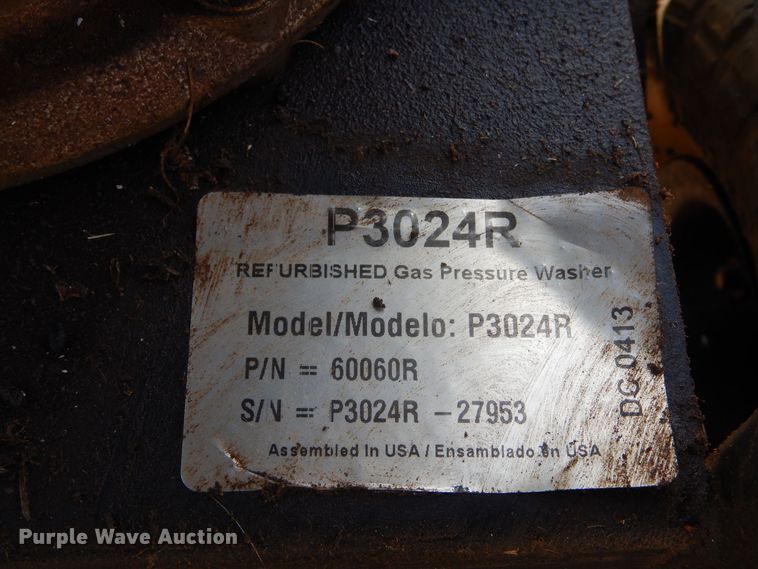 P3024R
REFURBISHED Gas Pressure Washer
Model/Modelo: P3024R
P/N = 60060R
S/N = P3024R - 27953
Assembled In USA / Ensamblado en USA
DC 0413
Purple Wave Auction